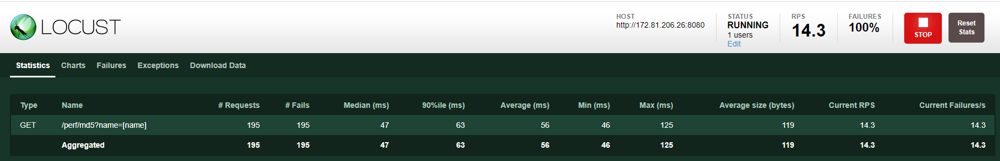 LOCUST
HOST
http://172.81.206.26:8080
STATUS
RUNNING
1 users
Edit
RPS
14.3
FAILURES
100%
STOP
Reset
Stats
Statistics Charts Failures Exceptions Download Data
Type Name # Requests # Fails Median (ms) 90%ile (ms) Average (ms) Min (ms) Max (ms) Average size (bytes) Current RPS Current Failures/s
GET /perf/md5?name=[name] 195 195 47 63 56 46 125 119 14.3 14.3
Aggregated 195 195 47 63 56 46 125 119 14.3 14.3